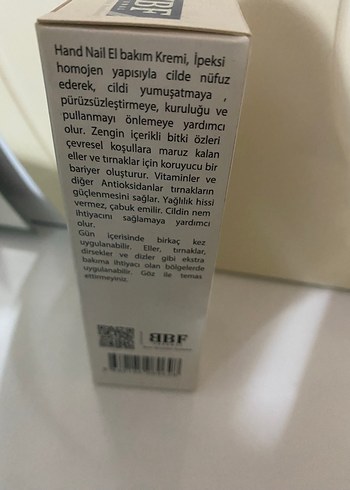 BBF
Hand Nail El bakım Kremi, İpeksi
homojen yapısıyla cilde nüfuz
ederek, cildi yumuşatmaya ,
pürüzsüzleştirmeye, kuruluğu ve
pullanmayı önlemeye yardımcı
olur. Zengin içerikli bitki özleri
çevresel koşullara maruz kalan
eller ve tırnaklar için koruyucu bir
bariyer oluşturur. Vitaminler ve
diğer Antioksidanlar tırnakların
güçlenmesini sağlar. Yağlılık hissi
vermez, çabuk emilir. Cildin nem
ihtiyacını sağlamaya yardımcı
olur.
Gün içerisinde birkaç kez
uygulanabilir. Eller, tırnaklar,
dirsekler ve dizler gibi ekstra
bakıma ihtiyacı olan bölgelerde
uygulanabilir. Göz ile temas
ettirmeyiniz.
BBF